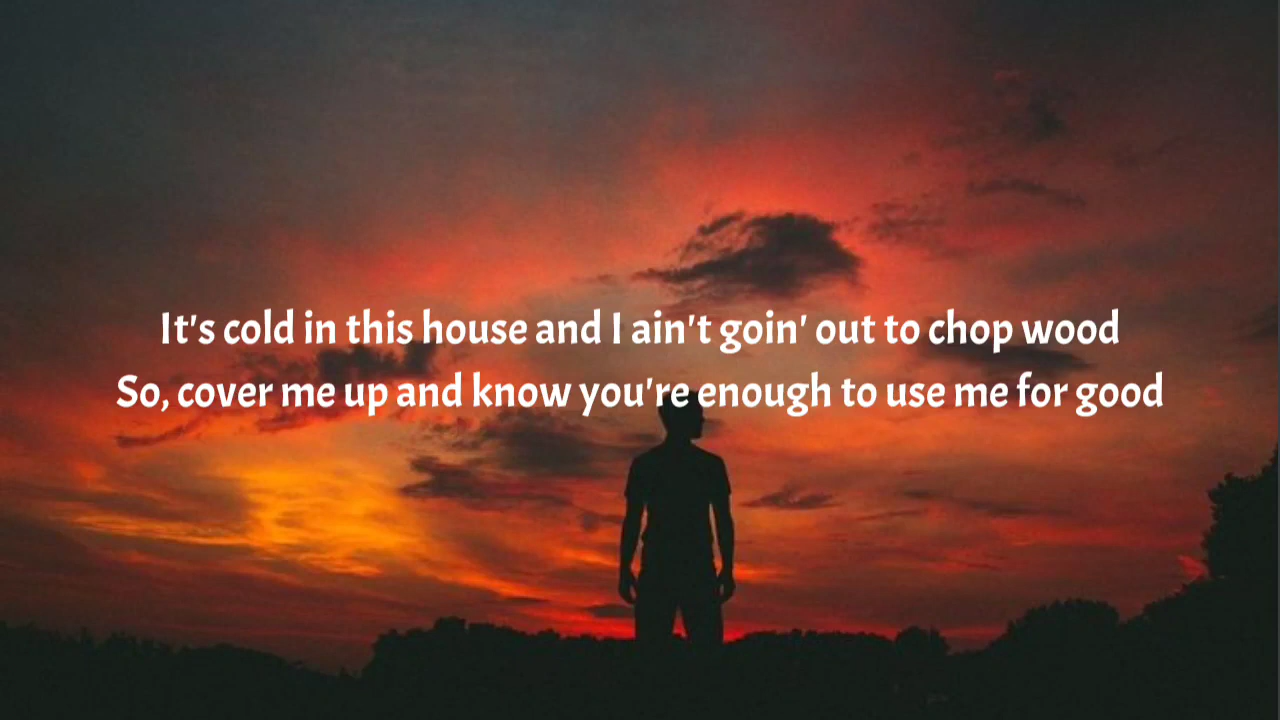 It's cold in this house and I ain't goin' out to chop wood
So, cover me up and know you're enough to use me for good